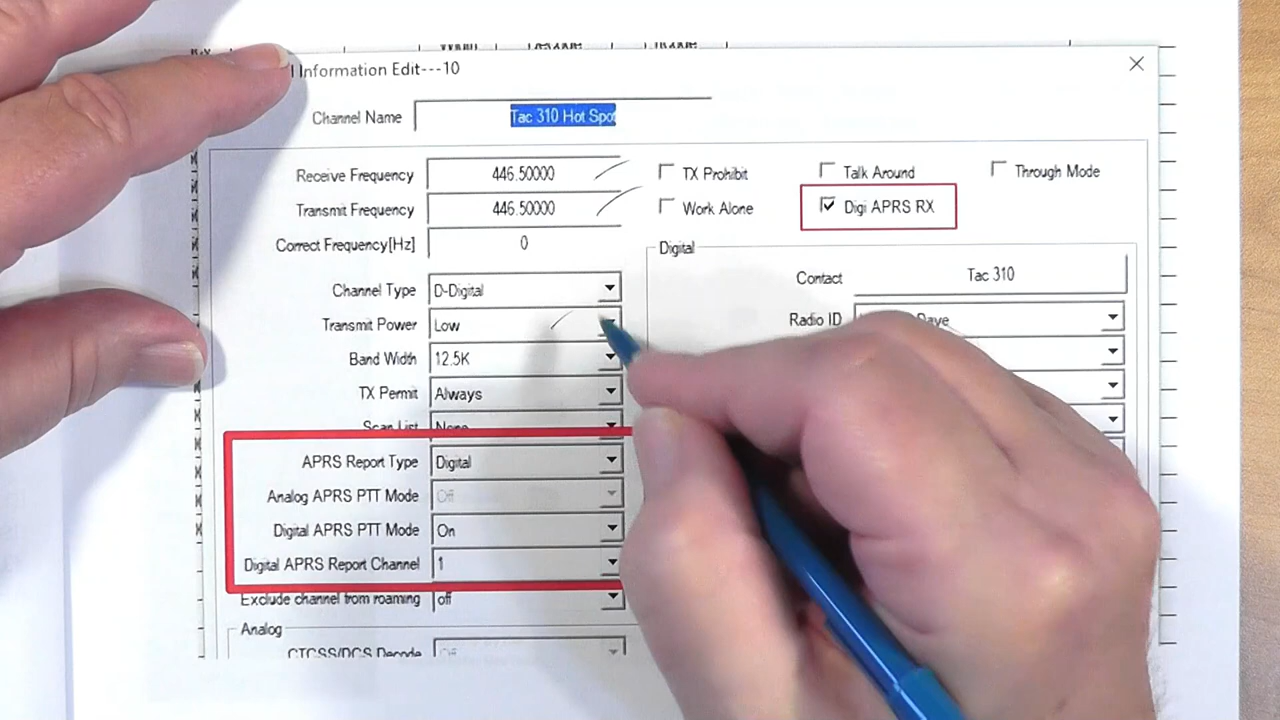 Information Edit---10
Channel Name Tac 310 Hot Spot
Receive Frequency 446.50000 TX Prohibit Talk Around Through Mode
Transmit Frequency 446.50000 Work Alone Digi APRS RX
Correct Frequency[Hz] 0
Digital
Contact Tac 310
Channel Type D-Digital
Radio ID Dave
Transmit Power Low
Band Width 12.5K
TX Permit Always
Scan List None
APRS Report Type Digital
Analog APRS PTT Mode Off
Digital APRS PTT Mode On
Digital APRS Report Channel 1
Exclude channel from roaming off
Analog
CTCSS/DCS Decode Off